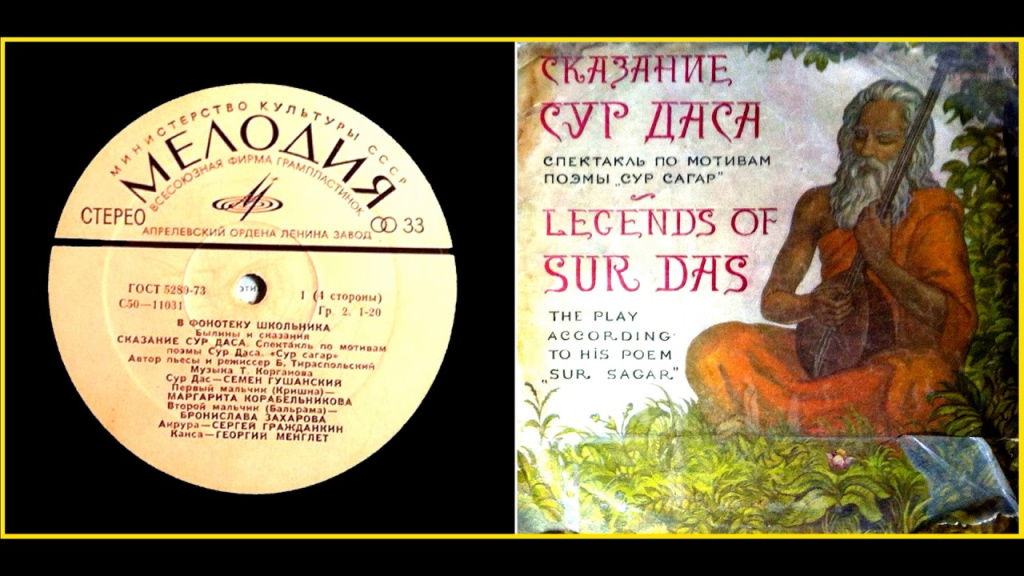 МИНИСТЕРСТВО КУЛЬТУРЫ СССР
МЕЛОДИЯ
ВСЕСОЮЗНАЯ ФИРМА ГРАМПЛАСТИНОК
СТЕРЕО
33
АПРЕЛЕВСКИЙ ОРДЕНА ЛЕНИНА ЗАВОД
ГОСТ 5289-73
С50—11031
1 (4 стороны)
Гр. 2. 1-20
В ФОНОТЕКУ ШКОЛЬНИКА
Былины и сказания
СКАЗАНИЕ СУР ДАСА. Спектакль по мотивам
поэмы Сур Даса. «Сур сагар»
Автор пьесы и режиссер Б. Тираспольский
Музыка Т. Корганова
Сур Дас—СЕМЕН ГУШАНСКИЙ
Первый мальчик (Кришна)—
МАРГАРИТА КОРАБЕЛЬНИКОВА
Второй мальчик (Бальрама)—
БРОНИСЛАВА ЗАХАРОВА
Акрура—СЕРГЕЙ ГРАЖДАНКИН
Канса—ГЕОРГИЙ МЕНГЛЕТ
СКАЗАНИЕ
СУР ДАСА
СПЕКТАКЛЬ ПО МОТИВАМ
ПОЭМЫ „СУР САГАР"
LEGENDS OF
SUR DAS
THE PLAY
ACCORDING
TO HIS POEM
„SUR SAGAR"